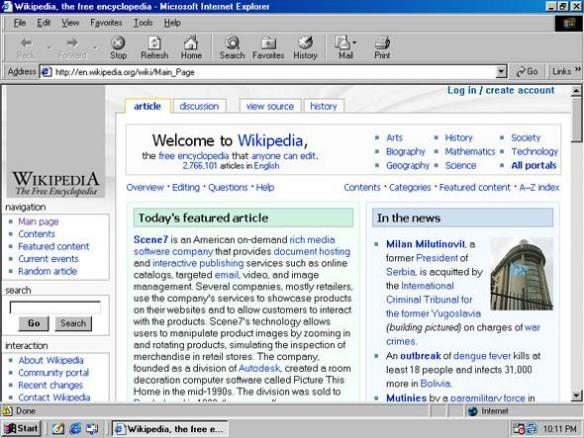 Wikipedia, the free encyclopedia - Microsoft Internet Explorer
File Edit View Favorites Tools Help
Back Forward Stop Refresh Home Search Favorites History Mail Print
Address http://en.wikipedia.org/wiki/Main_Page Go Links »
Log in / create account
article discussion view source history
WIKIPEDIA
The Free Encyclopedia
navigation
Main page
Contents
Featured content
Current events
Random article
search
Go Search
interaction
About Wikipedia
Community portal
Recent changes
Contact Wikipedia
Welcome to Wikipedia,
the free encyclopedia that anyone can edit.
2,766,101 articles in English
Arts
Biography
Geography
History
Mathematics
Science
Society
Technology
All portals
Overview · Editing · Questions · Help
Contents · Categories · Featured content · A–Z index
Today's featured article
Scene7 is an American on-demand rich media
software company that provides document hosting
and interactive publishing services such as online
catalogs, targeted email, video, and image
management. Several companies, mostly retailers,
use the company's services to showcase products
on their websites and to allow customers to interact
with the products. Scene7's technology allows
users to manipulate product images by zooming in
and rotating products, simulating the inspection of
merchandise in retail stores. The company,
founded as a division of Autodesk, created a room
decoration computer software called Picture This
Home in the mid-1990s. The division was sold to
In the news
Milan Milutinovil, a
former President of
Serbia, is acquitted by
the International
Criminal Tribunal for
the former Yugoslavia
(building pictured) on charges of war
crimes.
An outbreak of dengue fever kills at
least 18 people and infects 31,000
more in Bolivia.
Mutinies by a paramilitary force in
Done
Internet
Start
Wikipedia, the free e...
10:11 PM